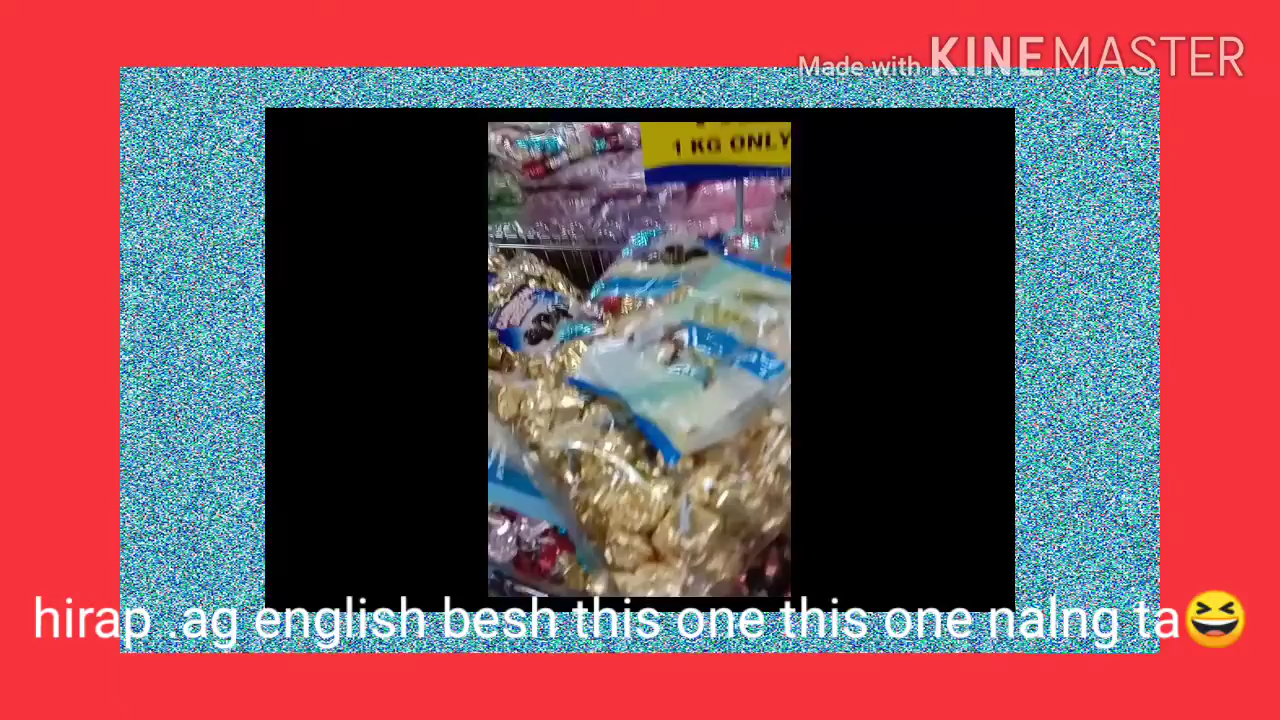 Made with KINEMASTER
1 KG ONLY
hirap .ag english besh this one this one nalng ta😆